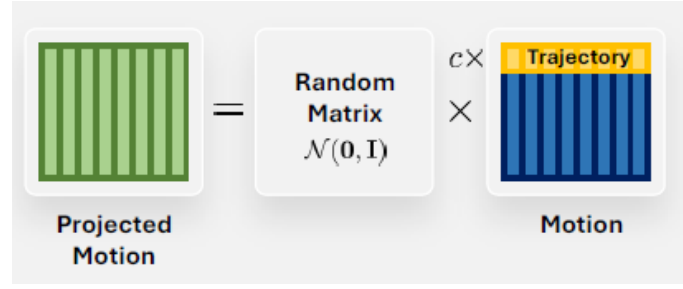 c×
Trajectory
Random
Matrix
=
×
𝒩(𝟎, 𝐈)
Projected
Motion
Motion